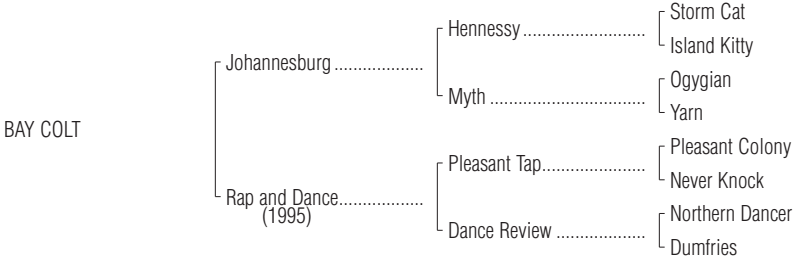 Storm Cat
Hennessy ..........................
Island Kitty
Johannesburg ...................
Ogygian
Myth .................................
Yarn
BAY COLT
Pleasant Colony
Pleasant Tap......................
Never Knock
Rap and Dance..................
(1995)
Northern Dancer
Dance Review ...................
Dumfries